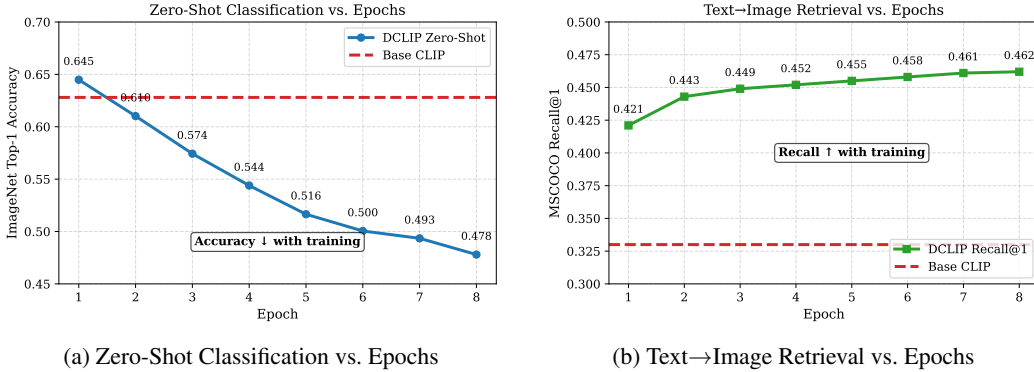 Zero-Shot Classification vs. Epochs
0.70
0.65
0.60
0.55
0.50
0.45
ImageNet Top-1 Accuracy
0.645
0.610
0.574
0.544
0.516
0.500
0.493
0.478
DCLIP Zero-Shot
Base CLIP
Accuracy ↓ with training
1 2 3 4 5 6 7 8
Epoch
(a) Zero-Shot Classification vs. Epochs
Text→Image Retrieval vs. Epochs
0.500
0.475
0.450
0.425
0.400
0.375
0.350
0.325
0.300
MSCOCO Recall@1
0.421
0.443
0.449
0.452
0.455
0.458
0.461
0.462
Recall ↑ with training
DCLIP Recall@1
Base CLIP
1 2 3 4 5 6 7 8
Epoch
(b) Text→Image Retrieval vs. Epochs